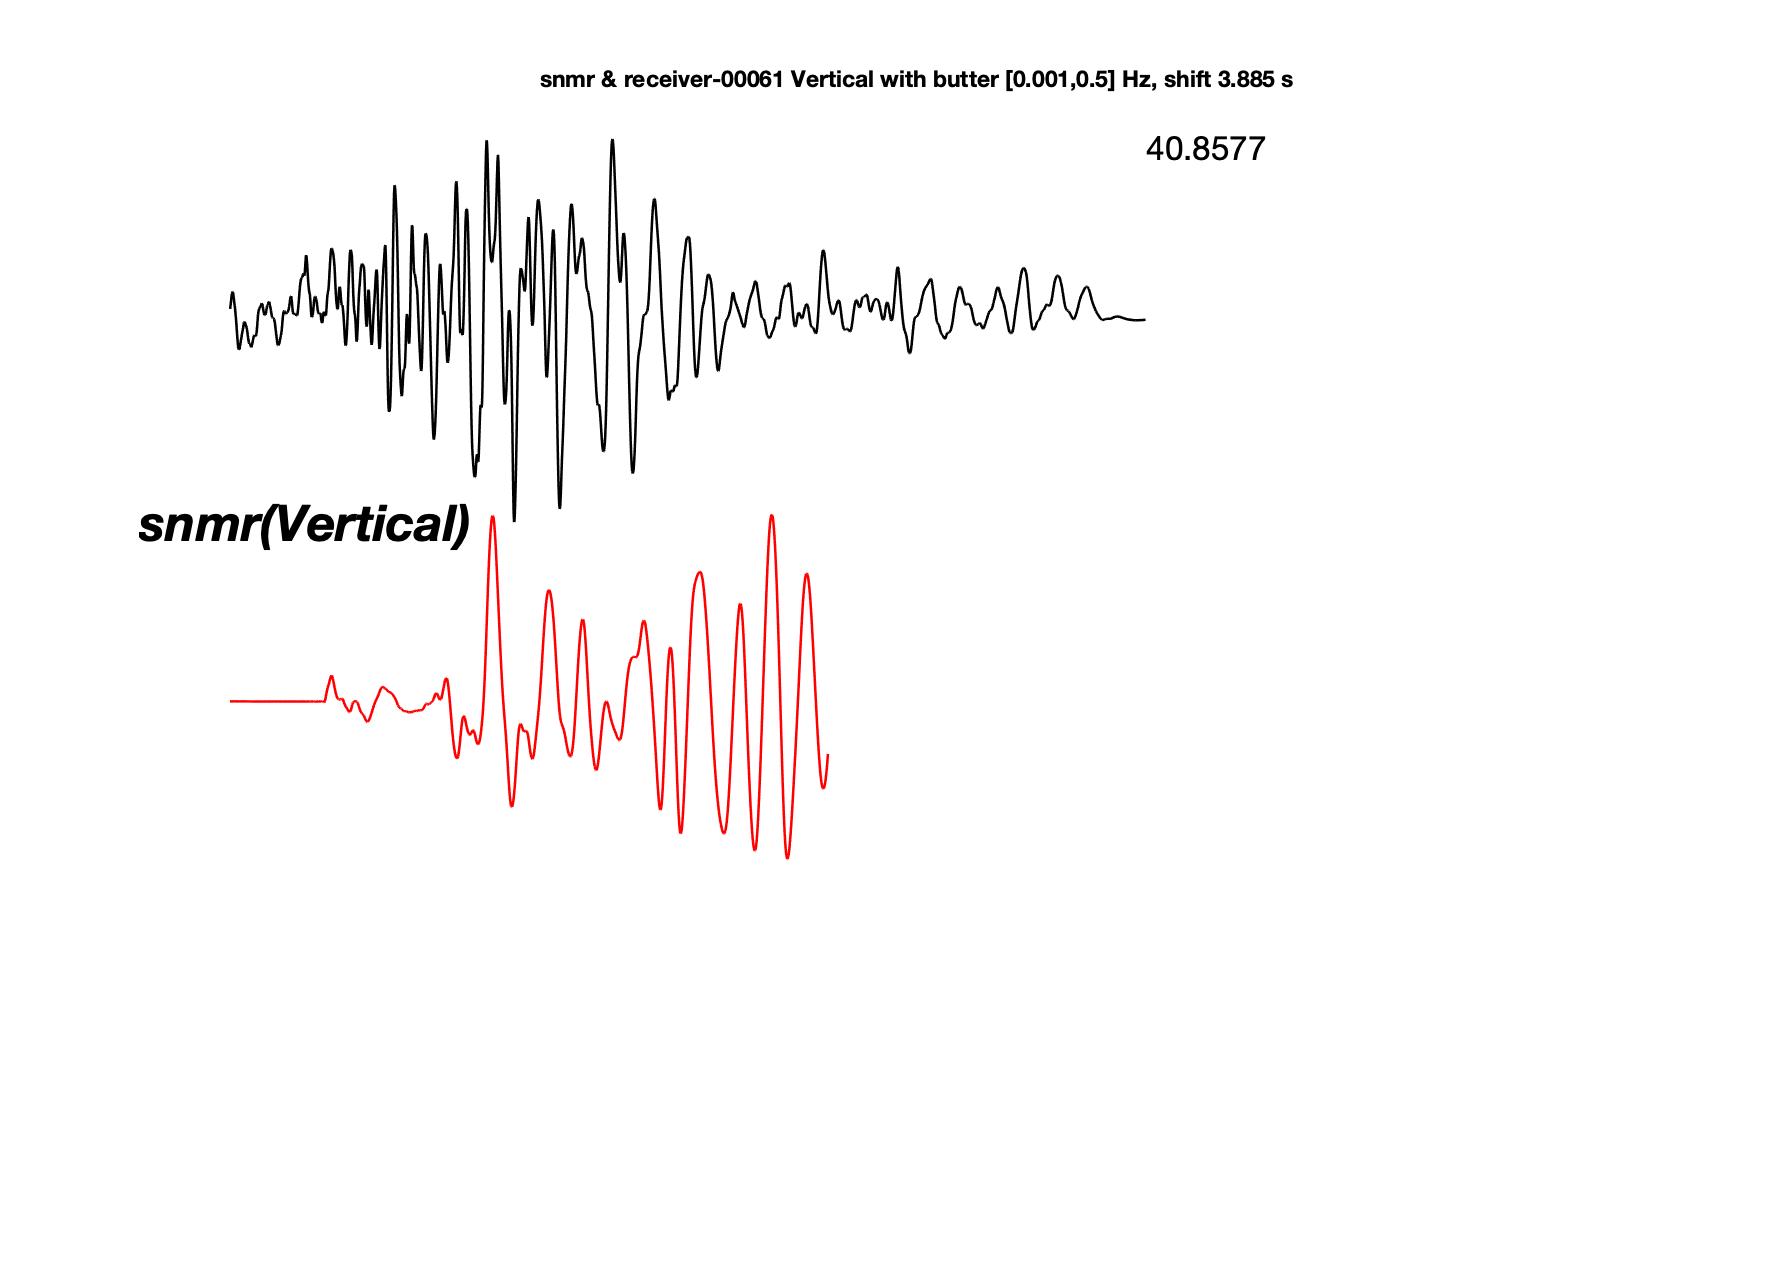 snmr & receiver-00061 Vertical with butter [0.001,0.5] Hz, shift 3.885 s
40.8577
snmr(Vertical)